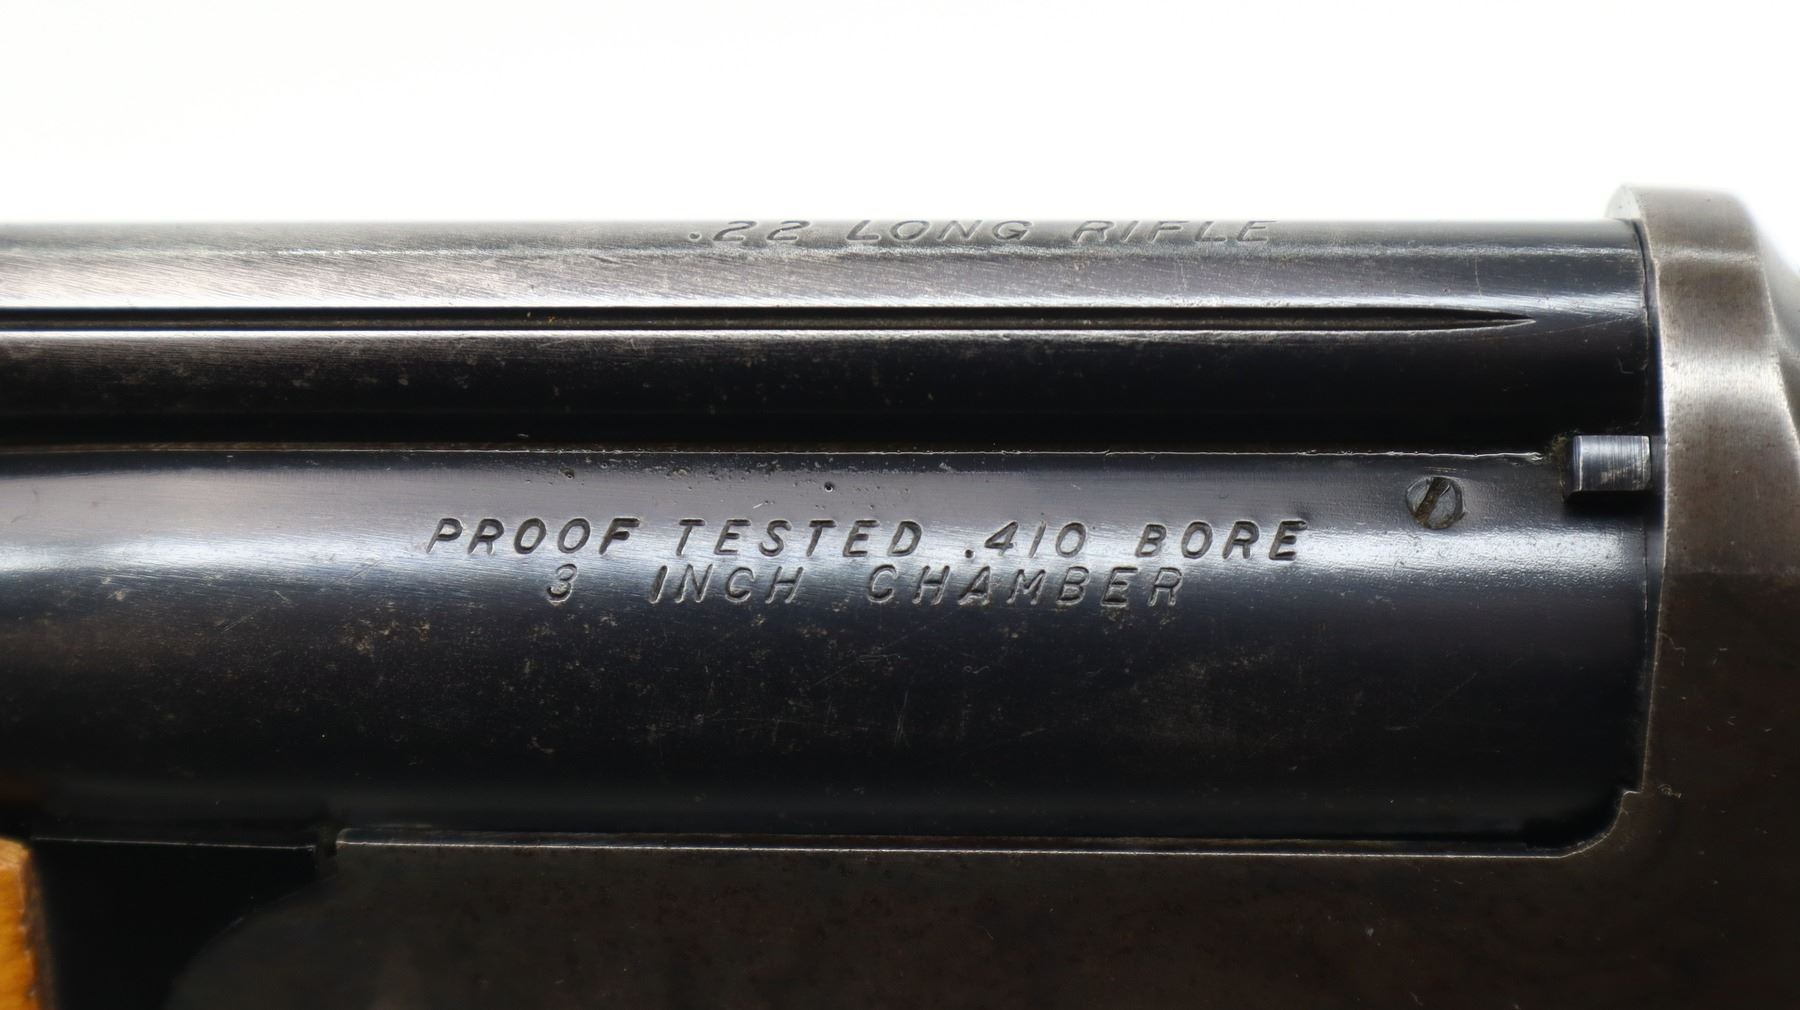 .22 LONG RIFLE
PROOF TESTED .410 BORE
3 INCH CHAMBER